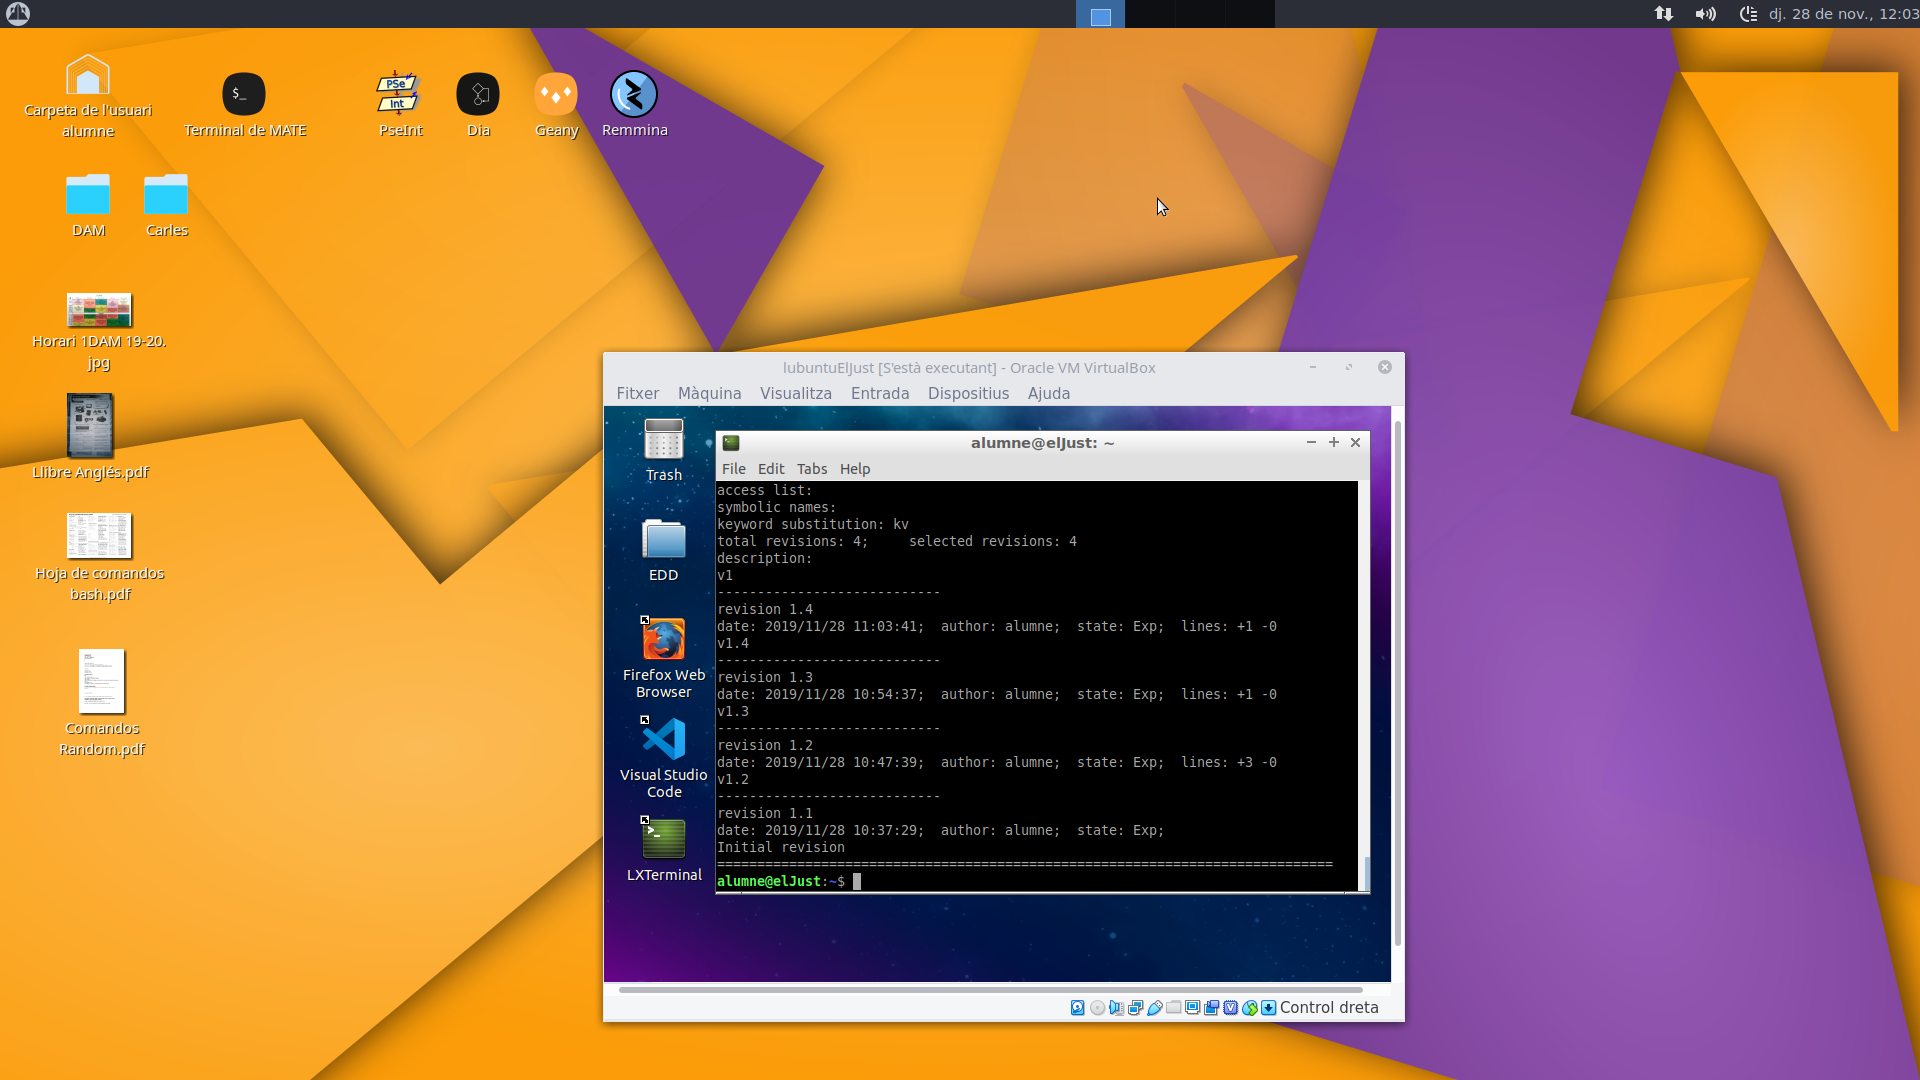 dj. 28 de nov., 12:03
Carpeta de l'usuari
alumne
$_
Terminal de MATE
PSe
Int
PseInt
Dia
Geany
Remmina
DAM
Carles
Horari 1DAM 19-20.
jpg
Llibre Anglés.pdf
Hoja de comandos
bash.pdf
Comandos
Random.pdf
lubuntuElJust [S'està executant] - Oracle VM VirtualBox
Fitxer Màquina Visualitza Entrada Dispositius Ajuda
Trash
EDD
Firefox Web
Browser
Visual Studio
Code
>_
LXTerminal
alumne@elJust: ~
File Edit Tabs Help
access list:
symbolic names:
keyword substitution: kv
total revisions: 4;     selected revisions: 4
description:
v1
----------------------------
revision 1.4
date: 2019/11/28 11:03:41;  author: alumne;  state: Exp;  lines: +1 -0
v1.4
----------------------------
revision 1.3
date: 2019/11/28 10:54:37;  author: alumne;  state: Exp;  lines: +1 -0
v1.3
----------------------------
revision 1.2
date: 2019/11/28 10:47:39;  author: alumne;  state: Exp;  lines: +3 -0
v1.2
----------------------------
revision 1.1
date: 2019/11/28 10:37:29;  author: alumne;  state: Exp;
Initial revision
=============================================================================
alumne@elJust:~$
Control dreta